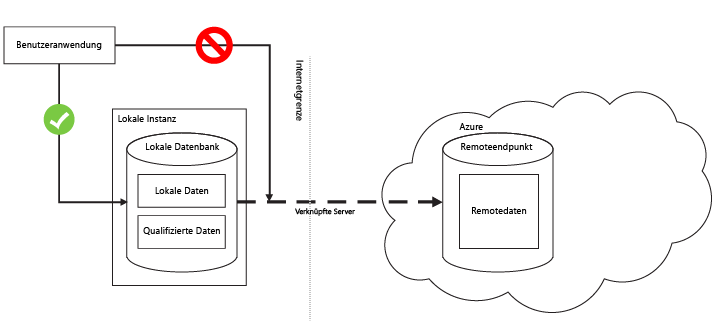 Benutzeranwendung
Internetgrenze
Lokale Instanz
Lokale Datenbank
Lokale Daten
Qualifizierte Daten
Verknüpfte Server
Azure
Remoteendpunkt
Remotedaten